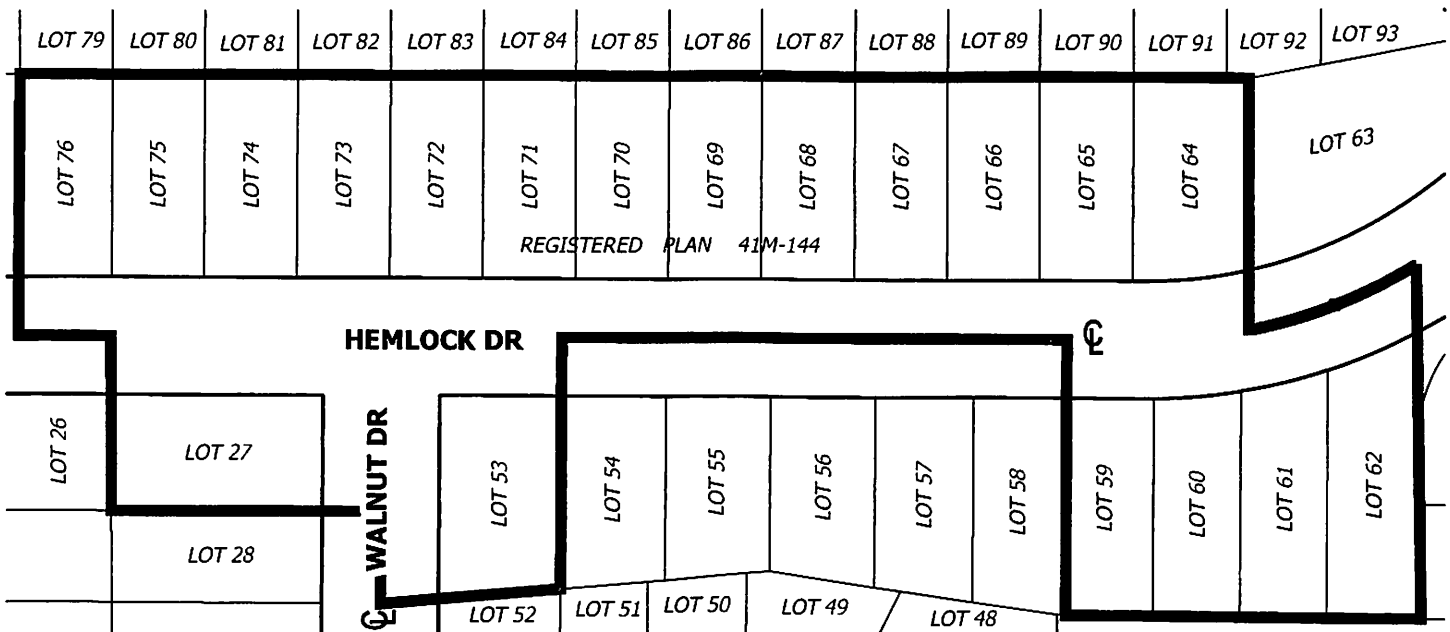 LOT 79
LOT 80
LOT 81
LOT 82
LOT 83
LOT 84
LOT 85
LOT 86
LOT 87
LOT 88
LOT 89
LOT 90
LOT 91
LOT 92
LOT 93
LOT 76
LOT 75
LOT 74
LOT 73
LOT 72
LOT 71
LOT 70
LOT 69
LOT 68
LOT 67
LOT 66
LOT 65
LOT 64
LOT 63
REGISTERED PLAN 41M-144
HEMLOCK DR
CL
LOT 26
LOT 27
WALNUT DR
LOT 53
LOT 54
LOT 55
LOT 56
LOT 57
LOT 58
LOT 59
LOT 60
LOT 61
LOT 62
LOT 28
CL
LOT 52
LOT 51
LOT 50
LOT 49
LOT 48